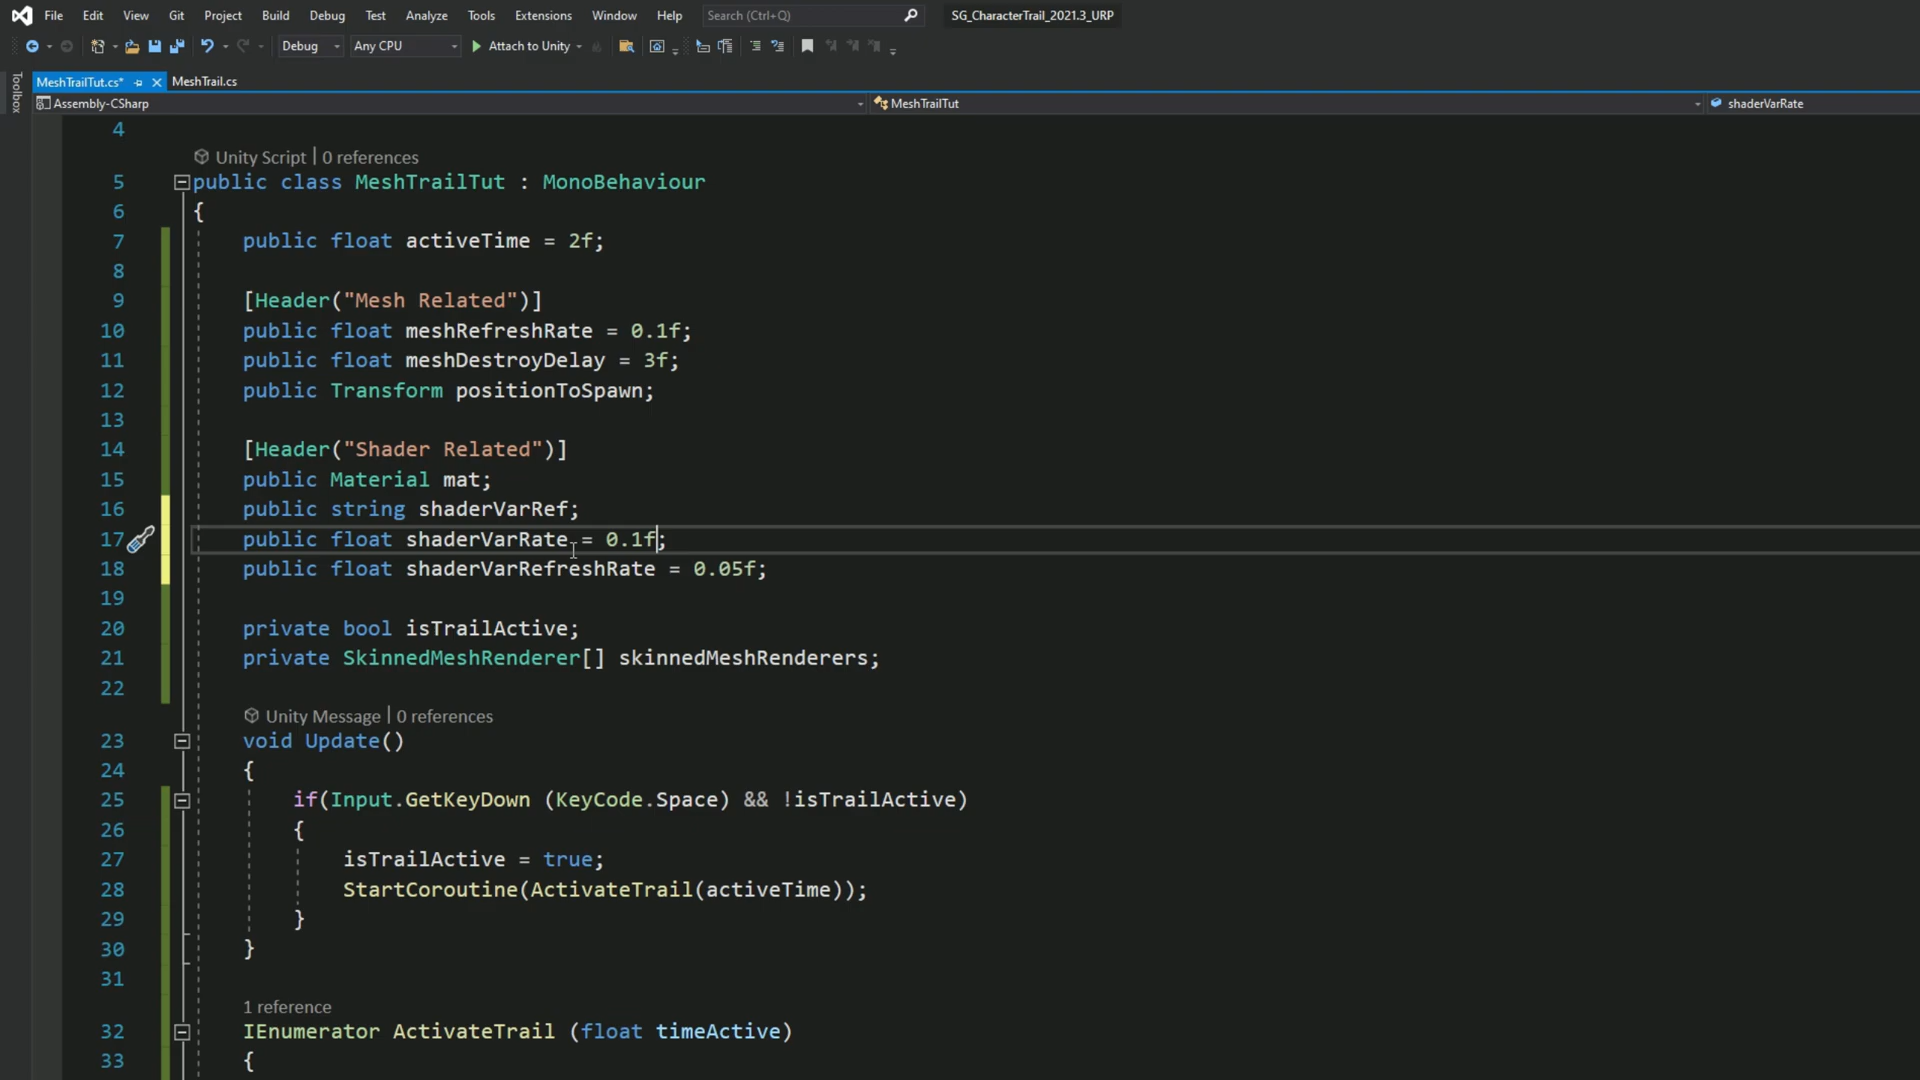 File Edit View Git Project Build Debug Test Analyze Tools Extensions Window Help Search (Ctrl+Q) SG_CharacterTrail_2021.3_URP
Debug Any CPU Attach to Unity
Toolbox
MeshTrailTut.cs* MeshTrail.cs
Assembly-CSharp MeshTrailTut shaderVarRate
4
Unity Script | 0 references
5 public class MeshTrailTut : MonoBehaviour
6 {
7 public float activeTime = 2f;
8
9 [Header("Mesh Related")]
10 public float meshRefreshRate = 0.1f;
11 public float meshDestroyDelay = 3f;
12 public Transform positionToSpawn;
13
14 [Header("Shader Related")]
15 public Material mat;
16 public string shaderVarRef;
17 public float shaderVarRate = 0.1f;
18 public float shaderVarRefreshRate = 0.05f;
19
20 private bool isTrailActive;
21 private SkinnedMeshRenderer[] skinnedMeshRenderers;
22
Unity Message | 0 references
23 void Update()
24 {
25 if(Input.GetKeyDown (KeyCode.Space) && !isTrailActive)
26 {
27 isTrailActive = true;
28 StartCoroutine(ActivateTrail(activeTime));
29 }
30 }
31
1 reference
32 IEnumerator ActivateTrail (float timeActive)
33 {